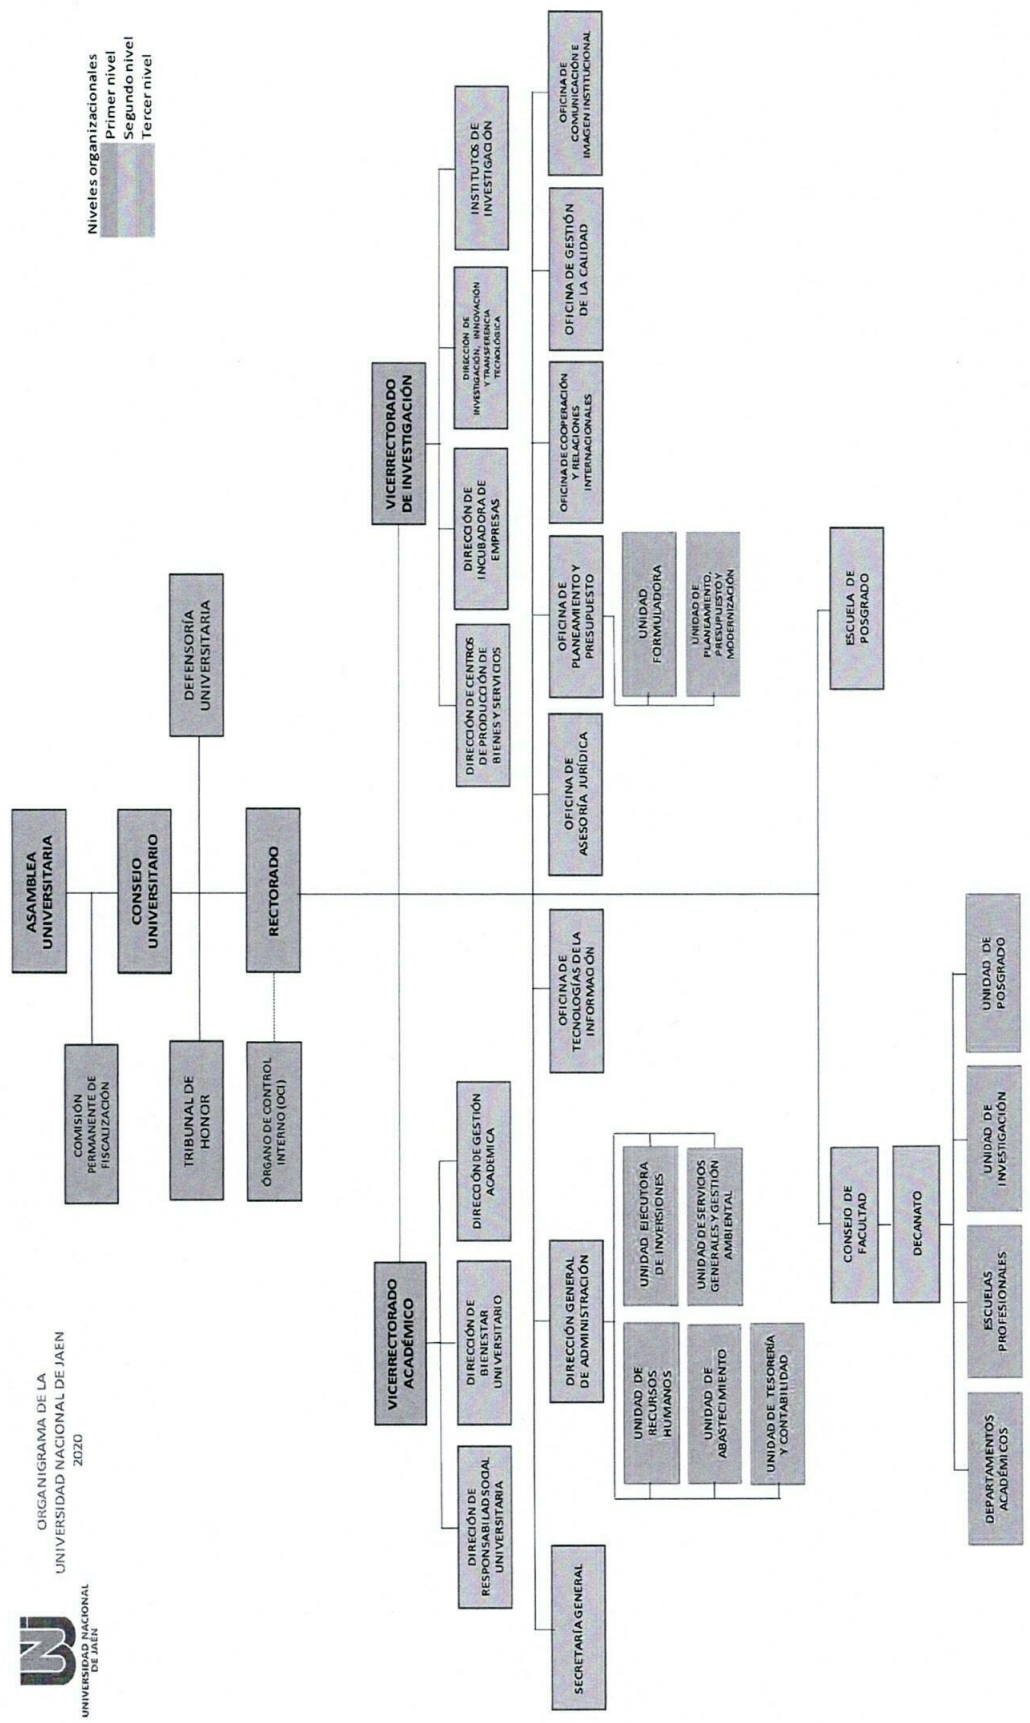 UNJ
UNIVERSIDAD NACIONAL
DE JAÉN
ORGANIGRAMA DE LA
UNIVERSIDAD NACIONAL DE JAEN
2020
Niveles organizacionales
Primer nivel
Segundo nivel
Tercer nivel
ASAMBLEA
UNIVERSITARIA
COMISIÓN
PERMANENTE DE
FISCALIZACIÓN
CONSEJO
UNIVERSITARIO
TRIBUNAL DE
HONOR
DEFENSORÍA
UNIVERSITARIA
ÓRGANO DE CONTROL
INTERNO (OCI)
RECTORADO
VICERRECTORADO
ACADÉMICO
VICERRECTORADO
DE INVESTIGACIÓN
DIRECIÓN DE
RESPONSABILAD SOCIAL
UNIVERSITARIA
DIRECCIÓN DE
BIENESTAR
UNIVERSITARIO
DIRECCIÓN DE GESTIÓN
ACADEMICA
DIRECCIÓN DE CENTROS
DE PRODUCCIÓN DE
BIENES Y SERVICIOS
DIRECCIÓN DE
INCUBADORA DE
EMPRESAS
DIRECCIÓN DE
INVESTIGACIÓN, INNOVACIÓN
Y TRANSFERENCIA
TECNOLÓGICA
INSTITUTOS DE
INVESTIGACIÓN
SECRETARÍA GENERAL
DIRECCIÓN GENERAL
DE ADMINISTRACIÓN
OFICINA DE
TECNOLOGÍAS DE LA
INFORMACIÓN
OFICINA DE
ASESORÍA JURÍDICA
OFICINA DE
PLANEAMIENTO Y
PRESUPUESTO
OFICINA DE COOPERACIÓN
Y RELACIONES
INTERNACIONALES
OFICINA DE GESTIÓN
DE LA CALIDAD
OFICINA DE
COMUNICACIÓN E
IMAGEN INSTITUCIONAL
UNIDAD DE
RECURSOS
HUMANOS
UNIDAD EJECUTORA
DE INVERSIONES
UNIDAD
FORMULADORA
UNIDAD DE
ABASTECIMIENTO
UNIDAD DE SERVICIOS
GENERALES Y GESTIÓN
AMBIENTAL
UNIDAD DE
PLANEAMIENTO,
PRESUPUESTO Y
MODERNIZACIÓN
UNIDAD DE TESORERÍA
Y CONTABILIDAD
CONSEJO DE
FACULTAD
ESCUELA DE
POSGRADO
DECANATO
DEPARTAMENTOS
ACADÉMICOS
ESCUELAS
PROFESIONALES
UNIDAD DE
INVESTIGACIÓN
UNIDAD DE
POSGRADO